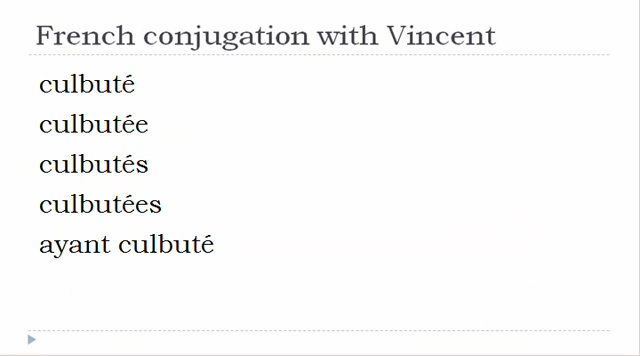 French conjugation with Vincent
culbuté
culbutée
culbutés
culbutées
ayant culbuté